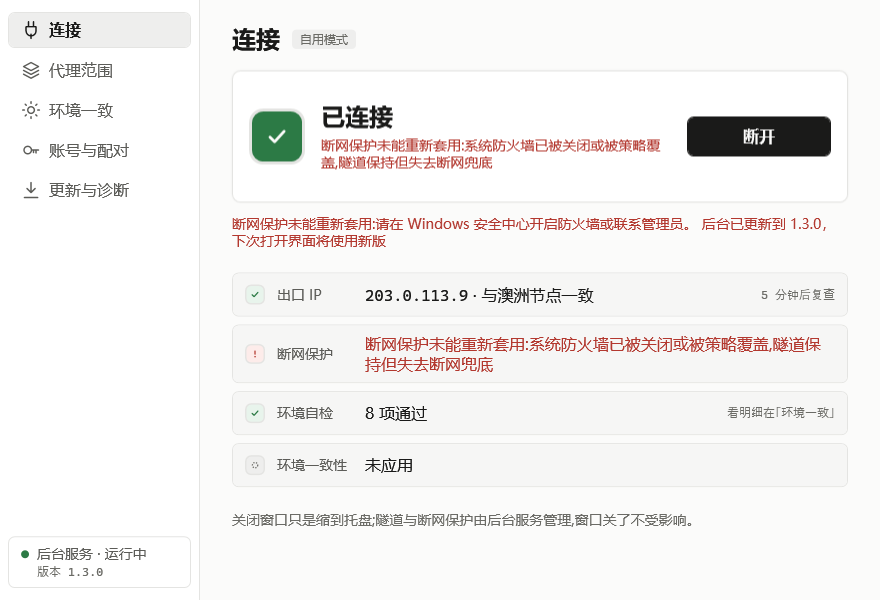 连接
代理范围
环境一致
账号与配对
更新与诊断
后台服务 · 运行中
版本 1.3.0
连接 自用模式
已连接
断网保护未能重新套用:系统防火墙已被关闭或被策略覆
盖,隧道保持但失去断网兜底
断开
断网保护未能重新套用:请在 Windows 安全中心开启防火墙或联系管理员。 后台已更新到 1.3.0,
下次打开界面将使用新版
出口 IP 203.0.113.9 · 与澳洲节点一致 5 分钟后复查
断网保护 断网保护未能重新套用:系统防火墙已被关闭或被策略覆盖,隧道保
持但失去断网兜底
环境自检 8 项通过 看明细在「环境一致」
环境一致性 未应用
关闭窗口只是缩到托盘;隧道与断网保护由后台服务管理,窗口关了不受影响。